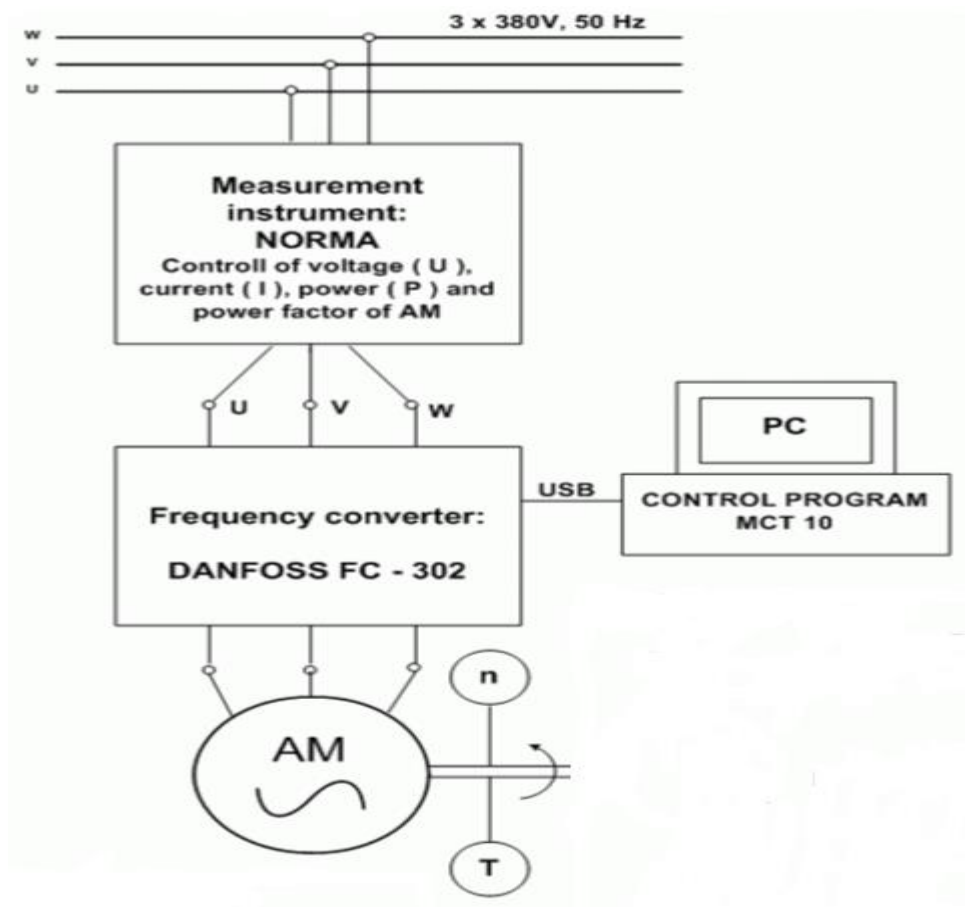 3 x 380V, 50 Hz
W
V
U
Measurement
instrument:
NORMA
Controll of voltage ( U ),
current ( I ), power ( P ) and
power factor of AM
U
V
W
PC
USB
CONTROL PROGRAM
MCT 10
Frequency converter:
DANFOSS FC - 302
n
AM
T